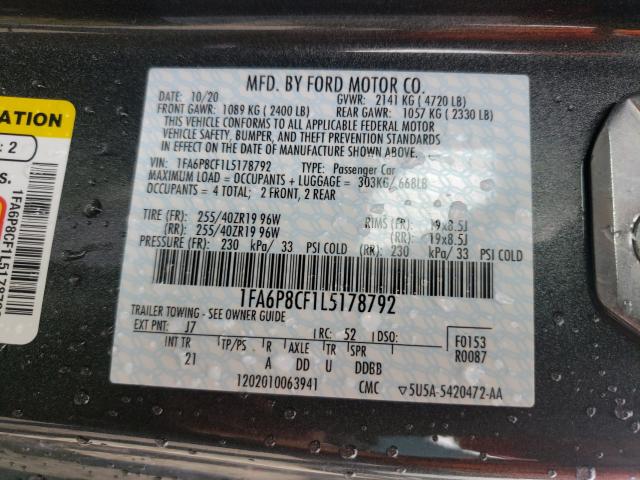 MFD. BY FORD MOTOR CO.
10/20 GVWR: 2141 KG ( 4720 LB)
FRONT GAWR: 1089 KG ( 2400 LB) REAR GAWR: 1057 KG ( 2330 LB)
THIS VEHICLE CONFORMS TO ALL APPLICABLE FEDERAL MOTOR
VEHICLE SAFETY, BUMPER, AND THEFT PREVENTION STANDARDS
IN EFFECT ON THE DATE OF MANUFACTURE SHOWN ABOVE.
VIN: 1FA6P8CF1L5178792 TYPE: Passenger Car
MAXIMUM LOAD = OCCUPANTS + LUGGAGE = 303KG/ 668LB
OCCUPANTS = 4 TOTAL; 2 FRONT, 2 REAR
TIRE (FR): 255/40ZR19 96W RIMS (FR): 19x8.5J
(RR): 255/40ZR19 96W (RR): 19x8.5J
PRESSURE (FR): 230 kPa/ 33 PSI COLD (RR): 230 kPa/ 33 PSI COLD
1FA6P8CF1L5178792
TRAILER TOWING - SEE OWNER GUIDE
EXT PNT: J7 RC: 52 DSO: F0153
INT TR TP/PS R AXLE TR SPR R0087
21 A DD U DDBB
1202010063941 CMC ▽5U5A-5420472-AA
ATION
: 2
S.